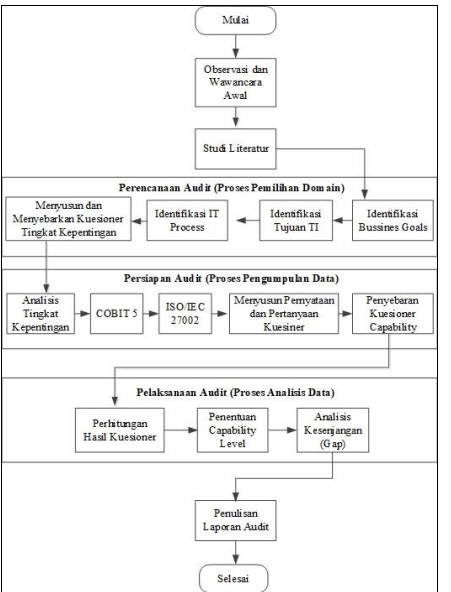 Mulai
Observasi dan
Wawancara
Awal
Studi Literatur
Perencanaan Audit (Proses Pemilihan Domain)
Menyusun dan
Menyebarkan Kuesioner
Tingkat Kepentingan
Identifikasi IT
Process
Identifikasi
Tujuan TI
Identifikasi
Bussines Goals
Persiapan Audit (Proses Pengumpulan Data)
Analisis
Tingkat
Kepentingan
COBIT 5
ISO/IEC
27002
Menyusun Pernyataan
dan Pertanyaan
Kuesiner
Penyebaran
Kuesioner
Capability
Pelaksanaan Audit (Proses Analisis Data)
Perhitungan
Hasil Kuesioner
Penentuan
Capability
Level
Analisis
Kesenjangan
(Gap)
Penulisan
Laporan Audit
Selesai